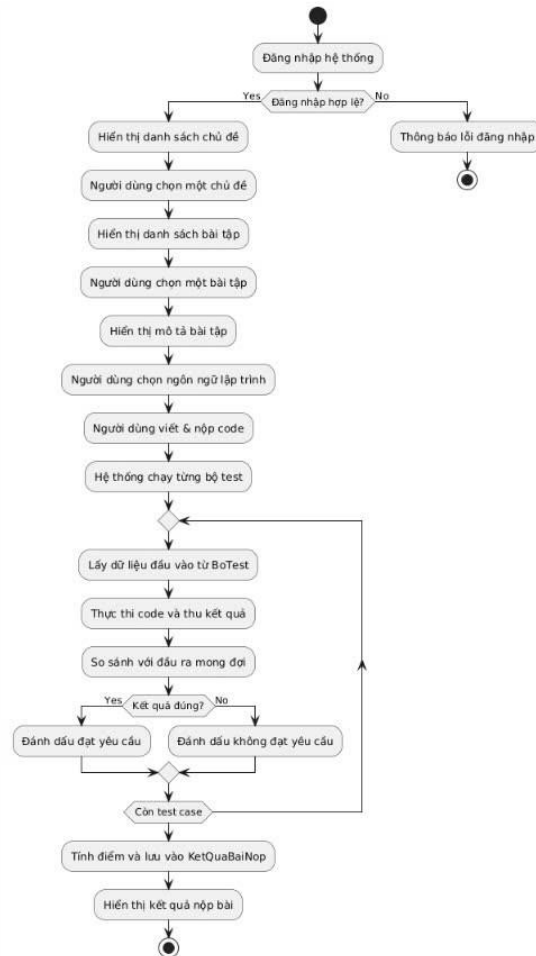 Đăng nhập hệ thống
Đăng nhập hợp lệ?
Yes
No
Hiển thị danh sách chủ đề
Thông báo lỗi đăng nhập
Người dùng chọn một chủ đề
Hiển thị danh sách bài tập
Người dùng chọn một bài tập
Hiển thị mô tả bài tập
Người dùng chọn ngôn ngữ lập trình
Người dùng viết & nộp code
Hệ thống chạy từng bộ test
Lấy dữ liệu đầu vào từ BoTest
Thực thi code và thu kết quả
So sánh với đầu ra mong đợi
Yes
Kết quả đúng?
No
Đánh dấu đạt yêu cầu
Đánh dấu không đạt yêu cầu
Còn test case
Tính điểm và lưu vào KetQuaBaiNop
Hiển thị kết quả nộp bài